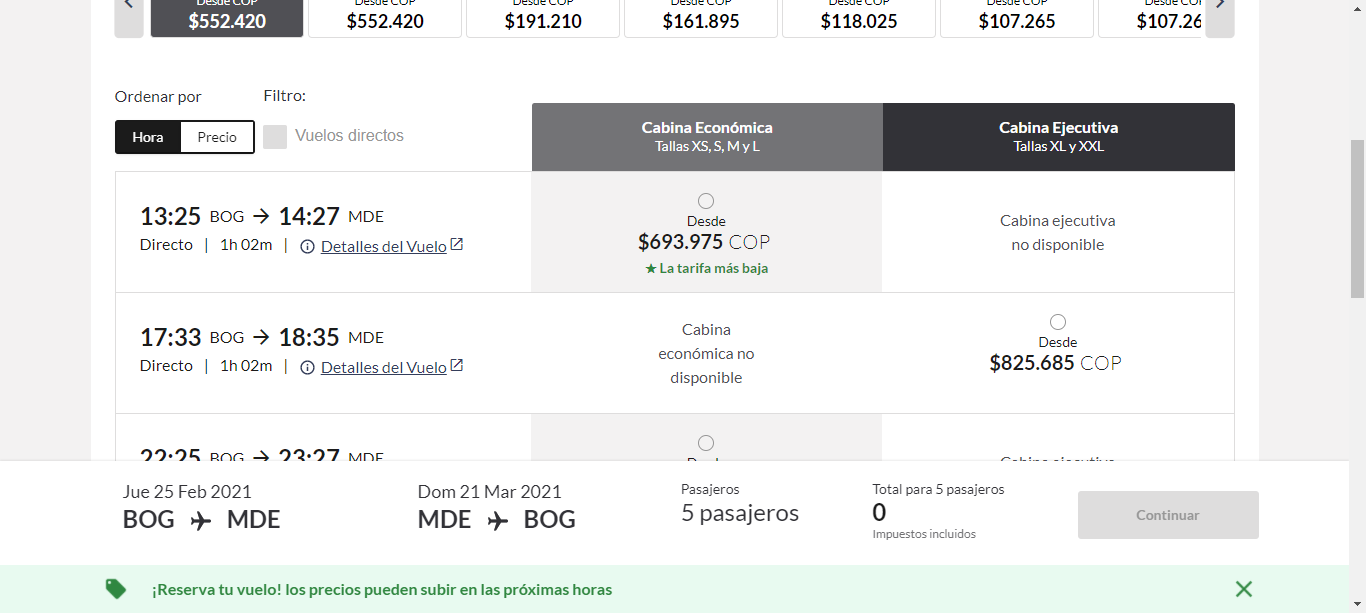 Desde COP Desde COP Desde COP Desde COP Desde COP Desde COP
$552.420 $552.420 $191.210 $161.895 $118.025 $107.265 $107.26
Ordenar por Filtro:
Hora Precio Vuelos directos
Cabina Económica
Tallas XS, S, M y L
Cabina Ejecutiva
Tallas XL y XXL
13:25 BOG → 14:27 MDE
Directo | 1h 02m | Detalles del Vuelo
Desde
$693.975 COP
★ La tarifa más baja
Cabina ejecutiva
no disponible
17:33 BOG → 18:35 MDE
Directo | 1h 02m | Detalles del Vuelo
Cabina
económica no
disponible
Desde
$825.685 COP
22:25 BOG → 23:27 MDE
Desde
Cabina ejecutiva
Jue 25 Feb 2021
BOG MDE
Dom 21 Mar 2021
MDE BOG
Pasajeros
5 pasajeros
Total para 5 pasajeros
0
Impuestos incluidos
Continuar
¡Reserva tu vuelo! los precios pueden subir en las próximas horas